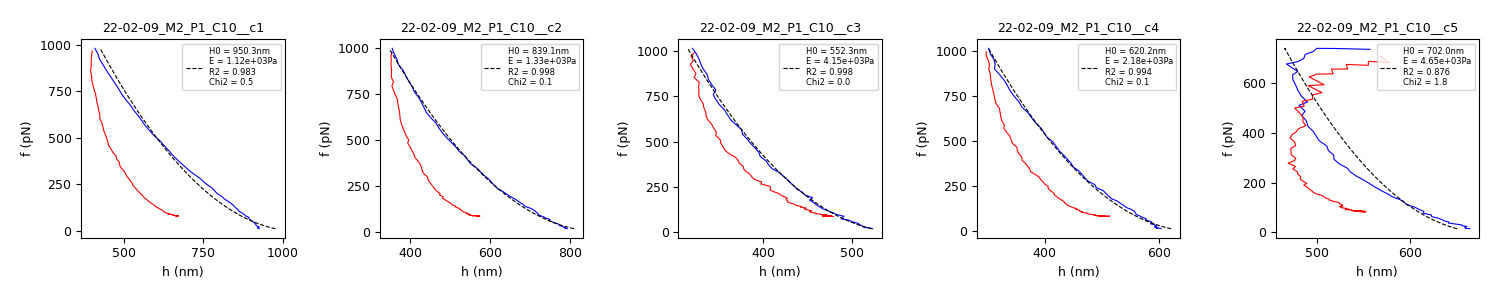 22-02-09_M2_P1_C10__c1
f (pN)
1000
750
500
250
0
500
750
1000
h (nm)
H0 = 950.3nm
E = 1.12e+03Pa
R2 = 0.983
Chi2 = 0.5
22-02-09_M2_P1_C10__c2
f (pN)
1000
750
500
250
0
400
600
800
h (nm)
H0 = 839.1nm
E = 1.33e+03Pa
R2 = 0.998
Chi2 = 0.1
22-02-09_M2_P1_C10__c3
f (pN)
1000
750
500
250
0
400
500
h (nm)
H0 = 552.3nm
E = 4.15e+03Pa
R2 = 0.998
Chi2 = 0.0
22-02-09_M2_P1_C10__c4
f (pN)
1000
750
500
250
0
400
600
h (nm)
H0 = 620.2nm
E = 2.18e+03Pa
R2 = 0.994
Chi2 = 0.1
22-02-09_M2_P1_C10__c5
f (pN)
600
400
200
0
500
600
h (nm)
H0 = 702.0nm
E = 4.65e+03Pa
R2 = 0.876
Chi2 = 1.8